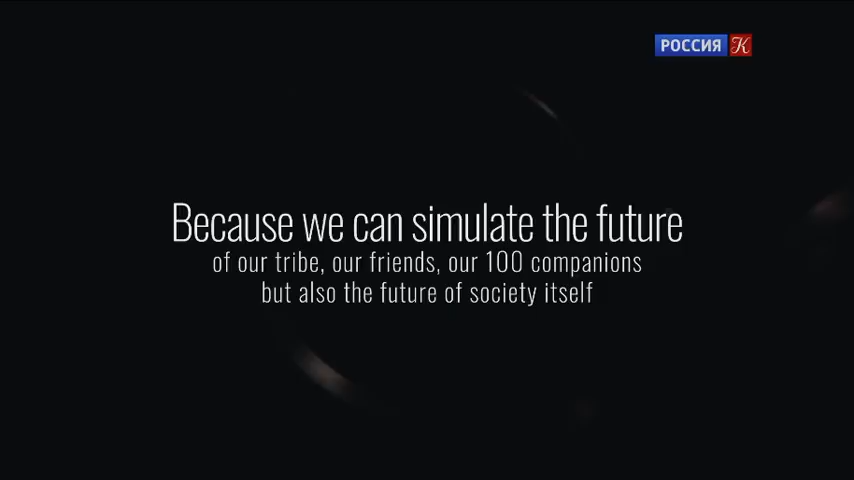 РОССИЯ К
Because we can simulate the future
of our tribe, our friends, our 100 companions
but also the future of society itself